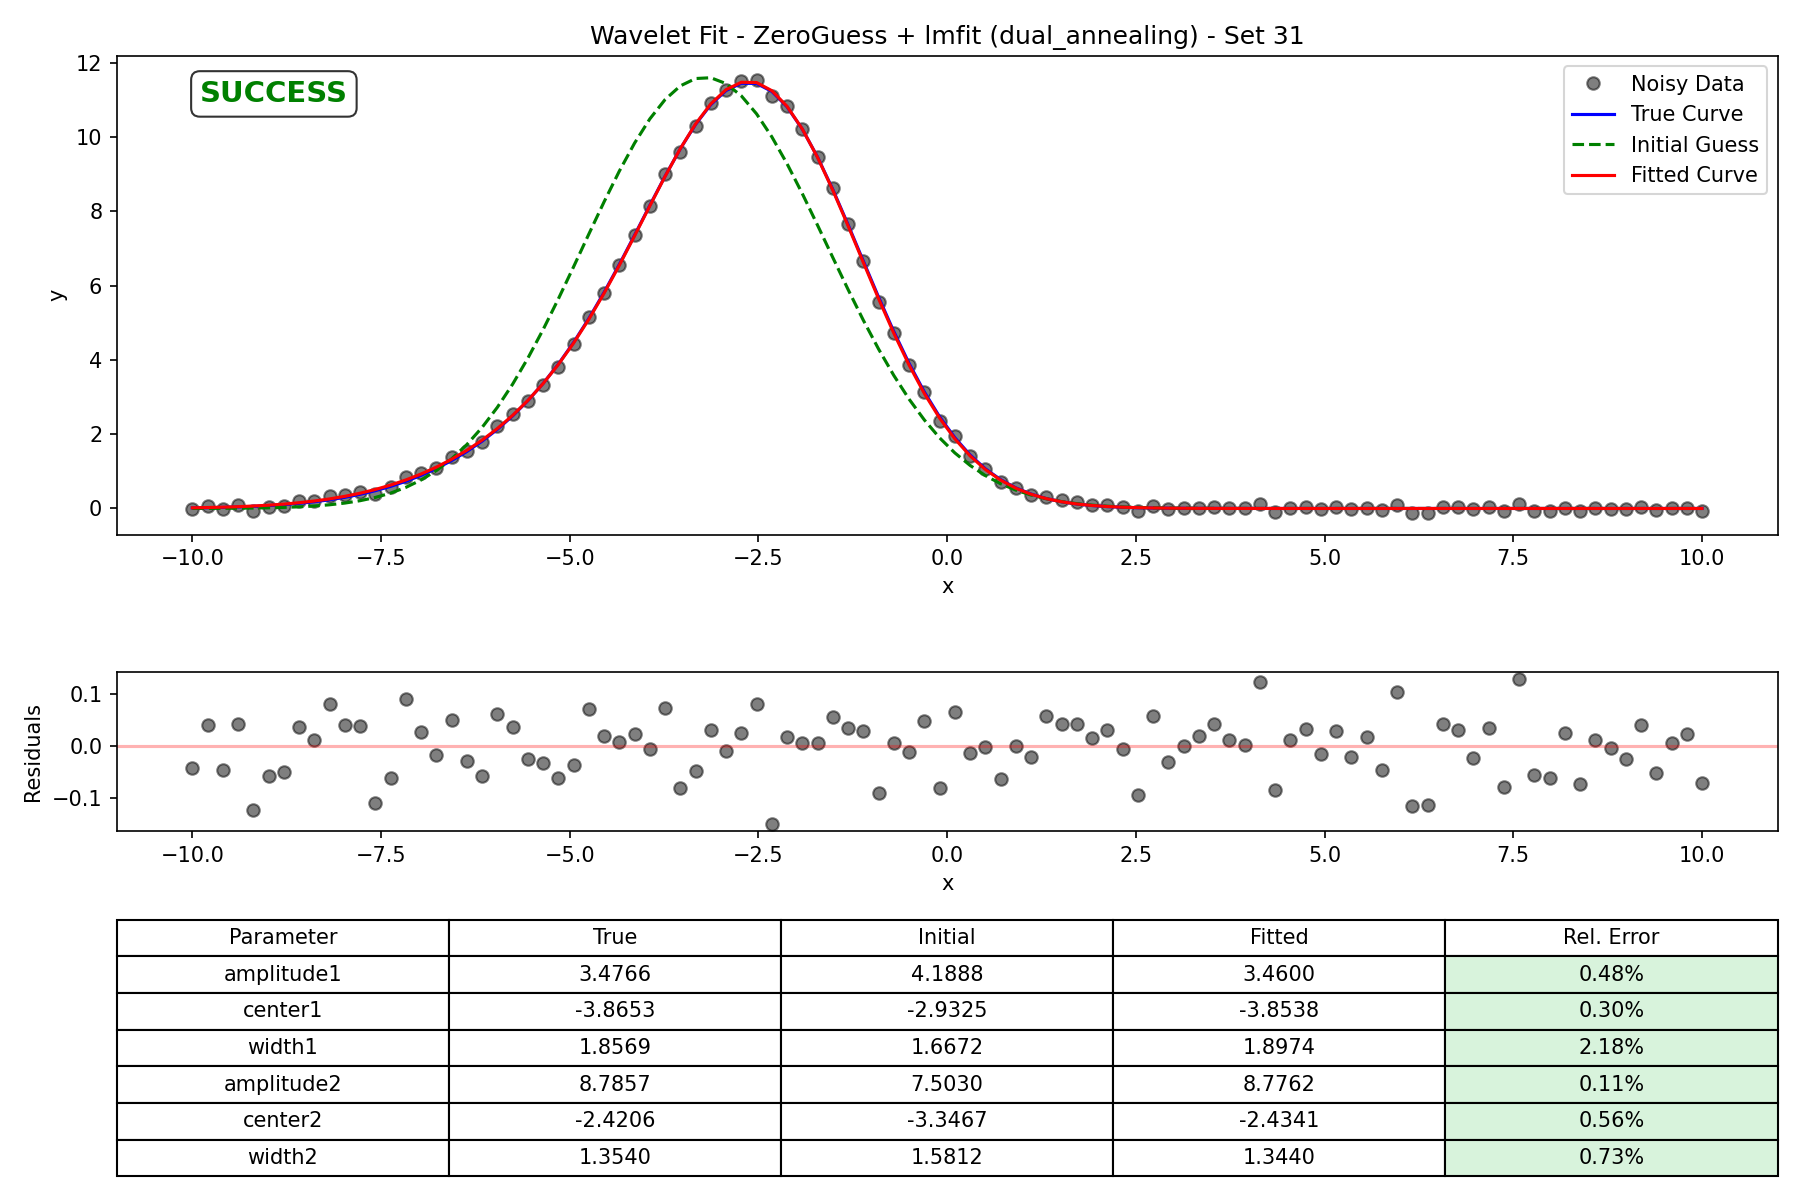 Wavelet Fit - ZeroGuess + lmfit (dual_annealing) - Set 31
SUCCESS
Noisy Data
True Curve
Initial Guess
Fitted Curve
12
10
8
6
4
2
0
y
−10.0 −7.5 −5.0 −2.5 0.0 2.5 5.0 7.5 10.0
x
0.1
0.0
−0.1
Residuals
−10.0 −7.5 −5.0 −2.5 0.0 2.5 5.0 7.5 10.0
x
Parameter True Initial Fitted Rel. Error
amplitude1 3.4766 4.1888 3.4600 0.48%
center1 -3.8653 -2.9325 -3.8538 0.30%
width1 1.8569 1.6672 1.8974 2.18%
amplitude2 8.7857 7.5030 8.7762 0.11%
center2 -2.4206 -3.3467 -2.4341 0.56%
width2 1.3540 1.5812 1.3440 0.73%